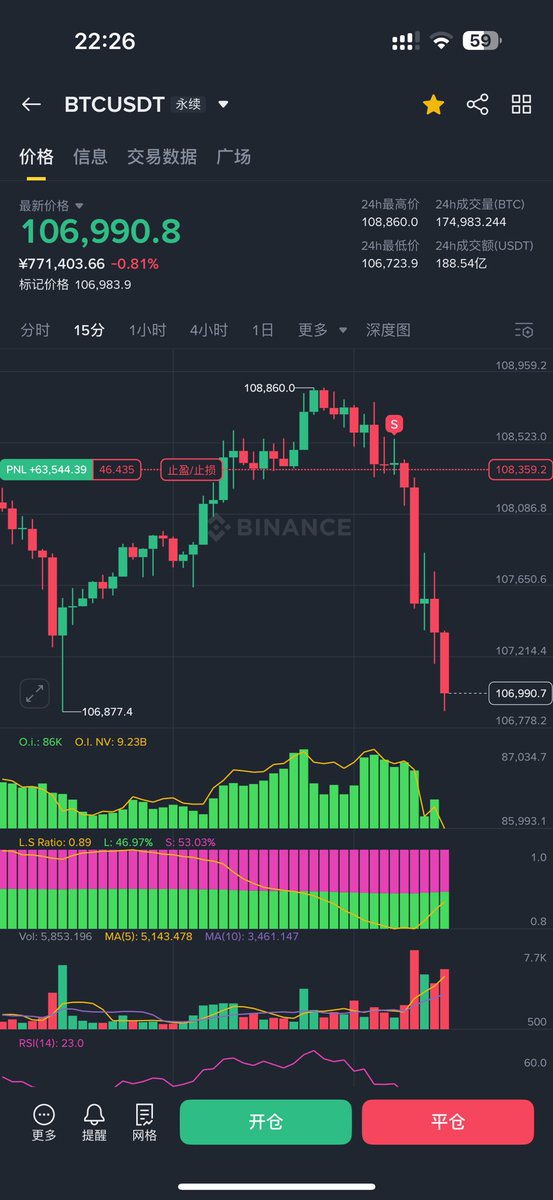 22:26
59
BTCUSDT 永续
价格 信息 交易数据 广场
最新价格
106,990.8
¥771,403.66 -0.81%
标记价格 106,983.9
24h最高价 24h成交量(BTC)
108,860.0 174,983.244
24h最低价 24h成交额(USDT)
106,723.9 188.54亿
分时 15分 1小时 4小时 1日 更多 深度图
108,959.2
108,860.0
S
108,523.0
PNL +63,544.39 46.435 止盈/止损 108,359.2
108,086.8
BINANCE
107,650.6
107,214.4
106,990.7
106,877.4
106,778.2
O.i.: 86K O.I. NV: 9.23B
87,034.7
85,993.1
L.S Ratio: 0.89 L: 46.97% S: 53.03%
1.0
0.8
Vol: 5,853.196 MA(5): 5,143.478 MA(10): 3,461.147
7.7K
500
RSI(14): 23.0
60.0
更多 提醒 网格 开仓 平仓